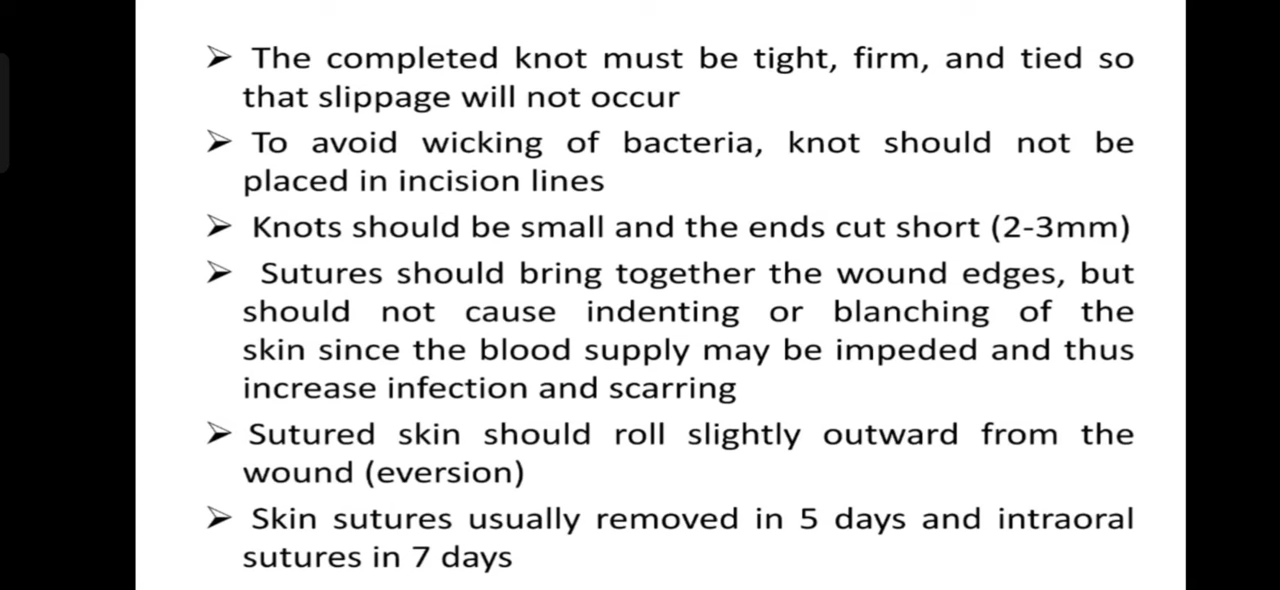 ➢ The completed knot must be tight, firm, and tied so
that slippage will not occur
➢ To avoid wicking of bacteria, knot should not be
placed in incision lines
➢ Knots should be small and the ends cut short (2-3mm)
➢ Sutures should bring together the wound edges, but
should not cause indenting or blanching of the
skin since the blood supply may be impeded and thus
increase infection and scarring
➢ Sutured skin should roll slightly outward from the
wound (eversion)
➢ Skin sutures usually removed in 5 days and intraoral
sutures in 7 days